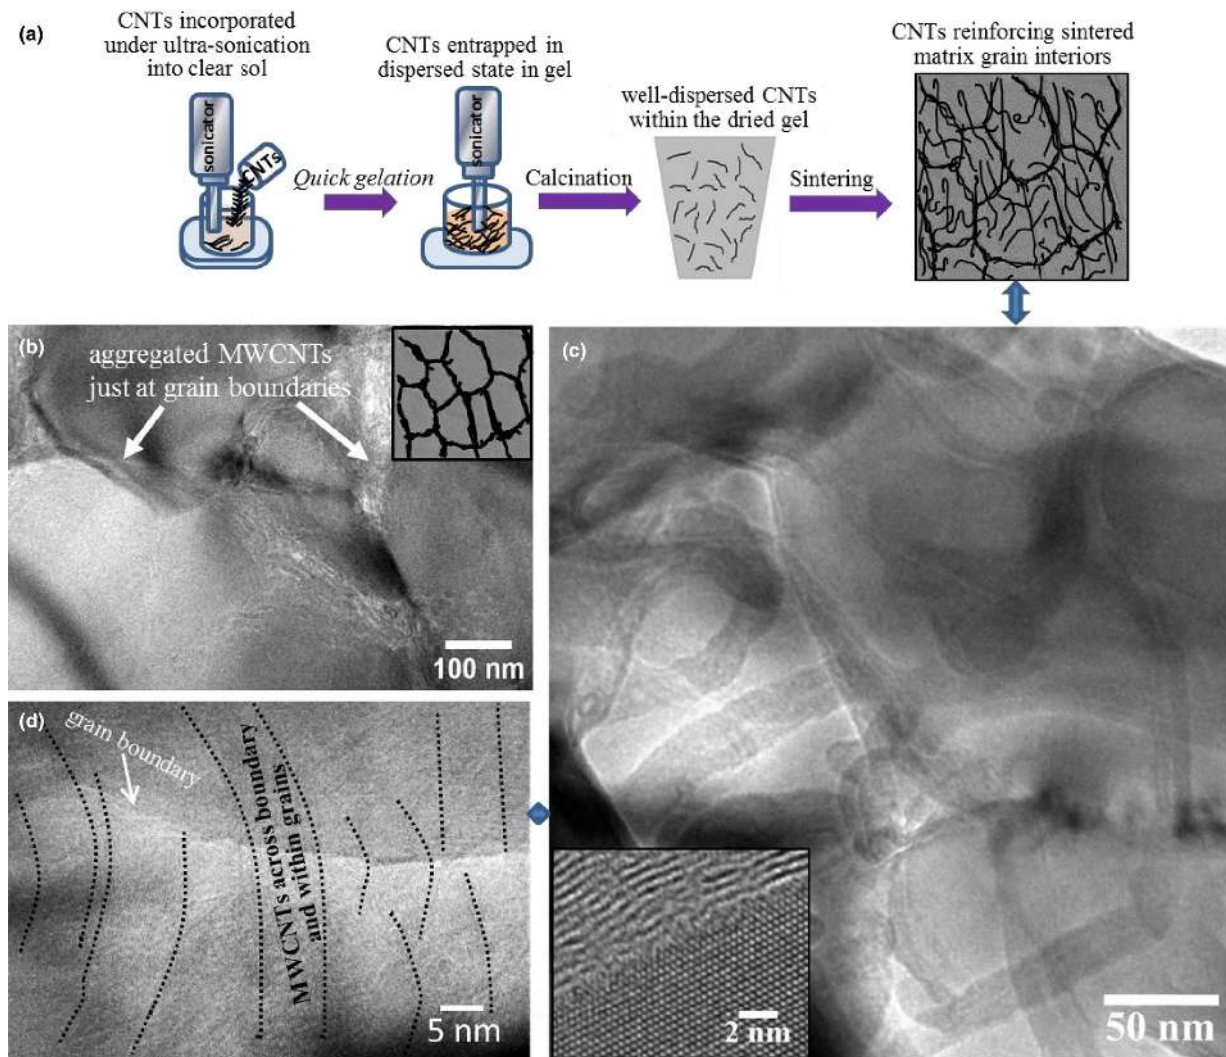 (a)
CNTs incorporated
under ultra-sonication
into clear sol
sonicator
CNTs
Quick gelation
CNTs entrapped in
dispersed state in gel
sonicator
Calcination
well-dispersed CNTs
within the dried gel
Sintering
CNTs reinforcing sintered
matrix grain interiors
(b)
aggregated MWCNTs
just at grain boundaries
100 nm
(c)
2 nm
50 nm
(d)
grain boundary
MWCNTs across boundary
and within grains
5 nm